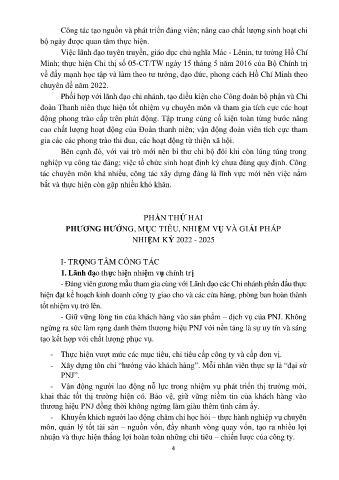 Công tác tạo nguồn và phát triển đảng viên; nâng cao chất lượng sinh hoạt chi
bộ ngày được quan tâm thực hiện.
Việc lãnh đạo tuyên truyền, giáo dục chủ nghĩa Mác - Lênin, tư tưởng Hồ Chí
Minh; thực hiện Chỉ thị số 05-CT/TW ngày 15 tháng 5 năm 2016 của Bộ Chính trị
về đẩy mạnh học tập và làm theo tư tưởng, đạo đức, phong cách Hồ Chí Minh theo
chuyên đề năm 2022.
Phối hợp với lãnh đạo chi nhánh, tạo điều kiện cho Công đoàn bộ phận và Chi
đoàn Thanh niên thực hiện tốt nhiệm vụ chuyên môn và tham gia tích cực các hoạt
động phong trào cấp trên phát động. Tập trung củng cố kiện toàn từng bước nâng
cao chất lượng hoạt động của Đoàn thanh niên; vận động đoàn viên tích cực tham
gia các các phong trào thi đua, các hoạt động từ thiện xã hội.
Bên cạnh đó, với vai trò mới nên bí thư chi bộ đôi khi còn lúng túng trong
nghiệp vụ công tác đảng; việc tổ chức sinh hoạt định kỳ chưa đúng quy định. Công
tác chuyên môn khá nhiều, công tác xây dựng đảng là lĩnh vực mới nên việc nắm
bắt và thực hiện còn gặp nhiều khó khăn.
PHẦN THỨ HAI
PHƯƠNG HƯỚNG, MỤC TIÊU, NHIỆM VỤ VÀ GIẢI PHÁP
NHIỆM KỲ 2022 - 2025
I- TRỌNG TÂM CÔNG TÁC
1. Lãnh đạo thực hiện nhiệm vụ chính trị
- Đảng viên gương mẫu tham gia cùng với Lãnh đạo các Chi nhánh phấn đấu thực
hiện đạt kế hoạch kinh doanh công ty giao cho và các cửa hàng, phòng ban hoàn thành
tốt nhiệm vụ trở lên.
- Giữ vững lòng tin của khách hàng vào sản phẩm – dịch vụ của PNJ. Không
ngừng ra sức làm rạng danh thêm thương hiệu PNJ với nền tảng là sự uy tín và sáng
tạo kết hợp với chất lượng phục vụ.
- Thực hiện vượt mức các mục tiêu, chỉ tiêu cấp công ty và cấp đơn vị.
- Xây dựng tôn chỉ “hướng vào khách hàng”. Mỗi nhân viên thực sự là “đại sứ
PNJ”.
- Vận động người lao động nỗ lực trong nhiệm vụ phát triển thị trường mới,
khai thác tốt thị trường hiện có. Bảo vệ, giữ vững niềm tin của khách hàng vào
thương hiệu PNJ đồng thời không ngừng làm giàu thêm tình cảm ấy.
- Khuyến khích người lao động chăm chỉ học hỏi – thực hành nghiệp vụ chuyên
môn, quản lý tốt tài sản – nguồn vốn, đẩy nhanh vòng quay vốn, tạo ra nhiều lợi
nhuận và thực hiện thắng lợi hoàn toàn những chỉ tiêu – chiến lược của công ty.
4